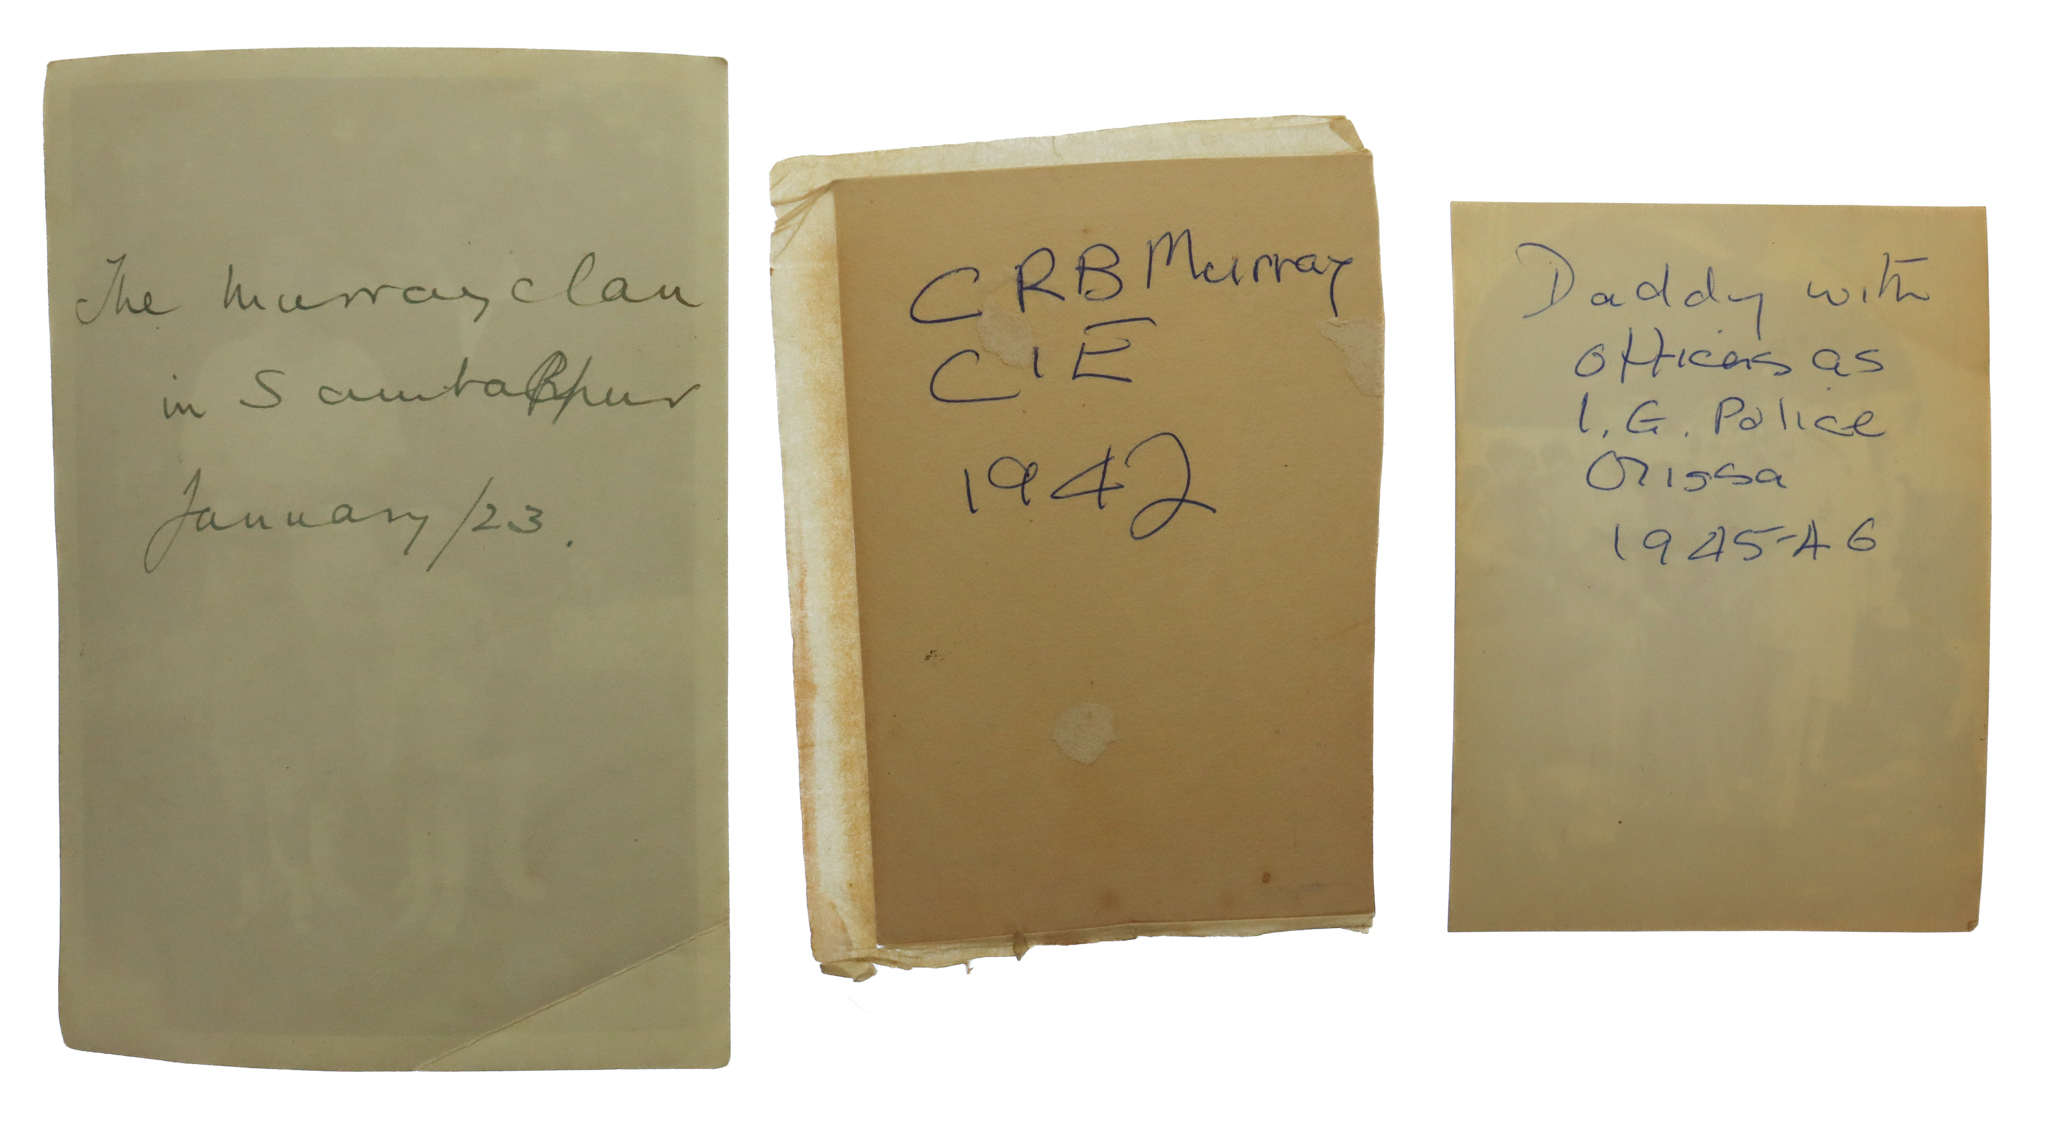 The Murray clan
in Sambalpur
January/23.
CRB Murray
CIE
1942
Daddy with
officers as
I.G. Police
Orissa
1945-46